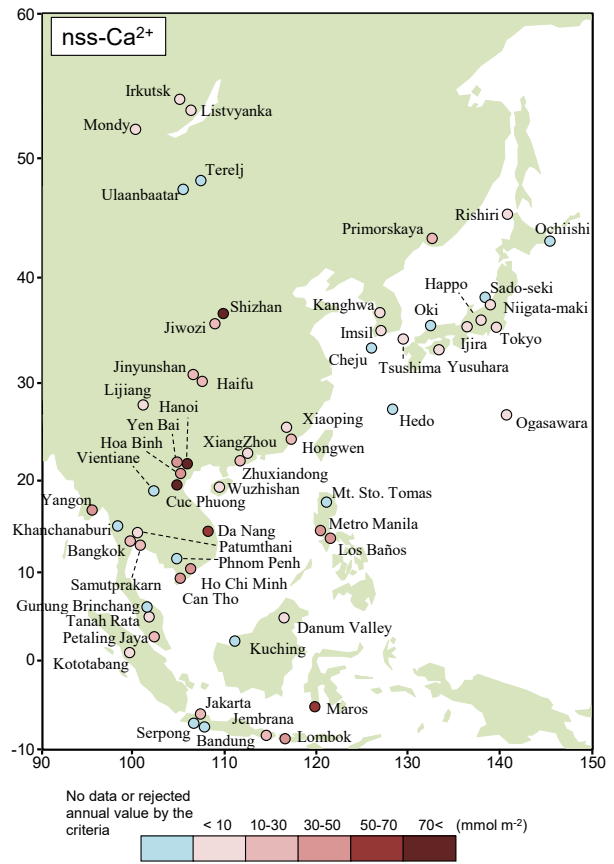 60
nss-Ca²⁺
Irkutsk
Listvyanka
Mondy
50
Terelj
Ulaanbaatar
Rishiri
Primorskaya
Ochiishi
40
Happo
Sado-seki
Shizhan
Kanghwa
Oki
Niigata-maki
Jiwozi
Imsil
Ijira
Tokyo
Cheju
Tsushima
Yusuhara
Jinyunshan
Haifu
30
Lijiang
Hanoi
Yen Bai
Xiaoping
Hedo
Ogasawara
Hoa Binh
XiangZhou
Hongwen
Vientiane
Zhuxiandong
20
Cuc Phuong
Wuzhishan
Mt. Sto. Tomas
Yangon
Khanchanaburi
Da Nang
Metro Manila
Bangkok
Patumthani
Los Baños
Phnom Penh
10
Samutprakarn
Ho Chi Minh
Can Tho
Gunung Brinchang
Tanah Rata
Danum Valley
Petaling Jaya
Kuching
0
Kototabang
Jakarta
Jembrana
Maros
Serpong
Bandung
Lombok
-10
90 100 110 120 130 140 150
No data or rejected
annual value by the
criteria
< 10 10-30 30-50 50-70 70< (mmol m⁻²)